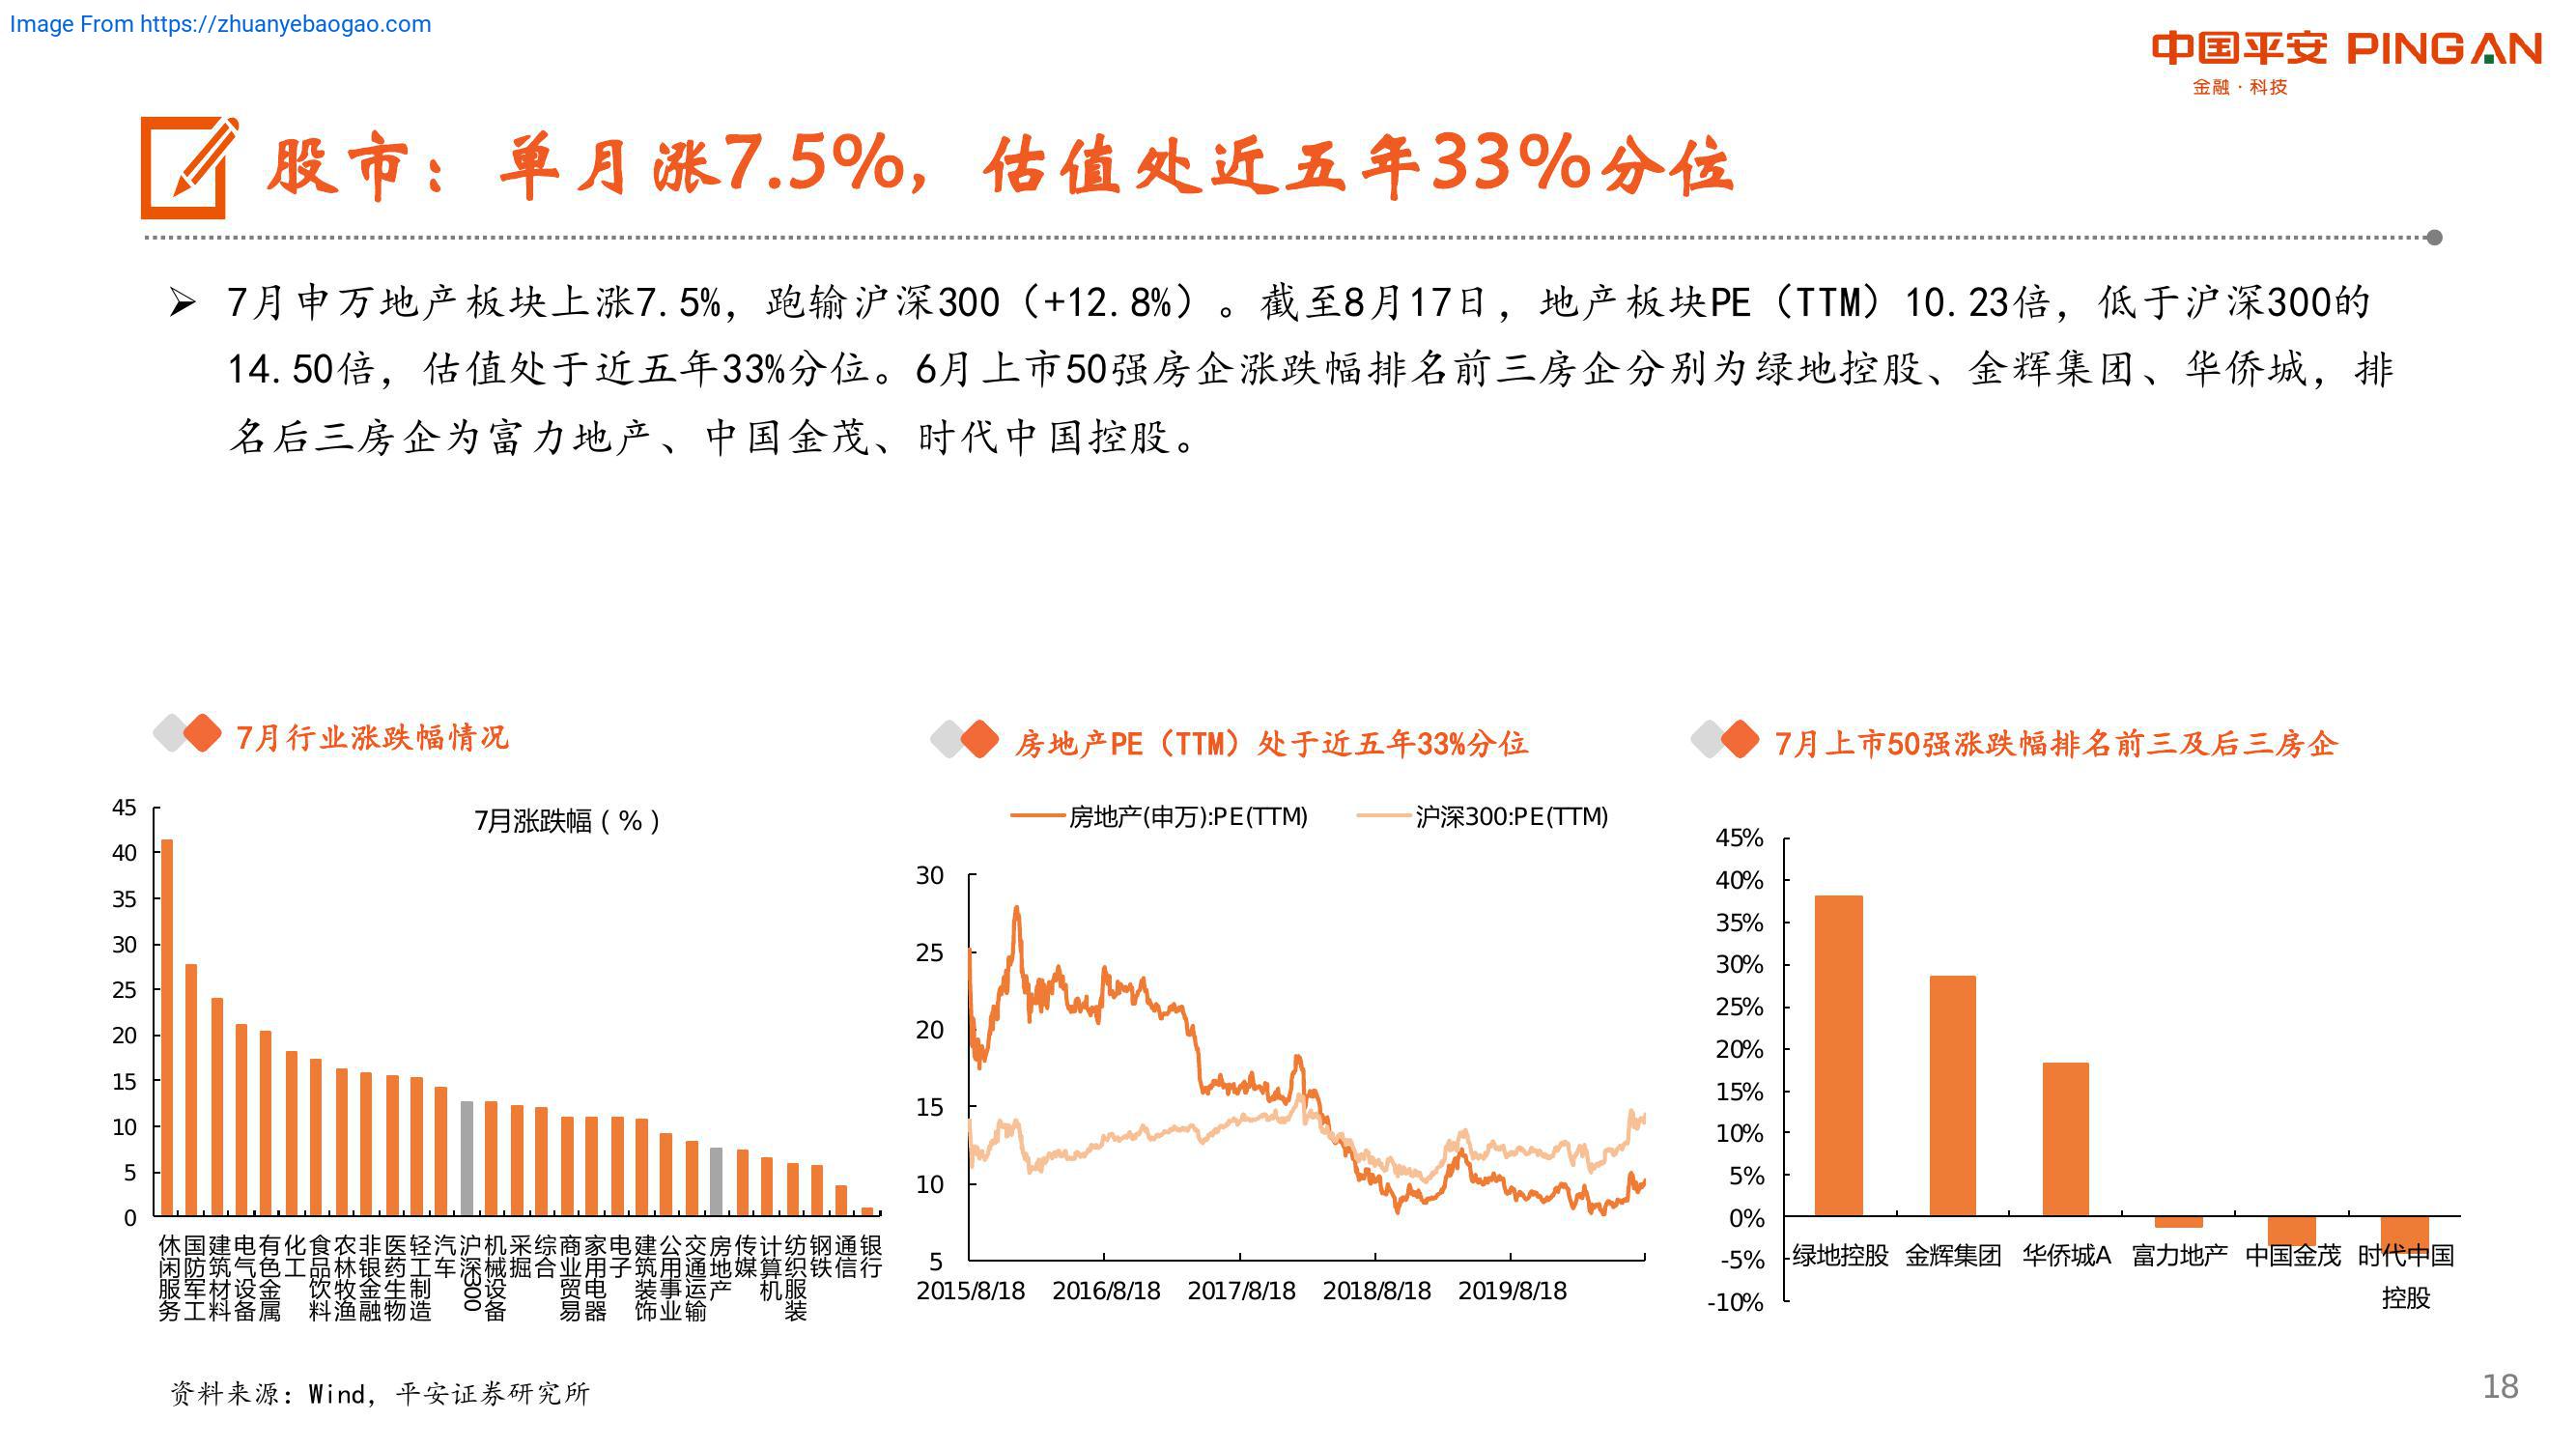 Image From https://zhuanyebaogao.com
中国平安 PINGAN
金融·科技
股市：单月涨7.5%，估值处近五年33%分位
7月申万地产板块上涨7.5%，跑输沪深300（+12.8%）。截至8月17日，地产板块PE（TTM）10.23倍，低于沪深300的
14.50倍，估值处于近五年33%分位。6月上市50强房企涨跌幅排名前三房企分别为绿地控股、金辉集团、华侨城，排
名后三房企为富力地产、中国金茂、时代中国控股。
7月行业涨跌幅情况
7月涨跌幅（%）
45
40
35
30
25
20
15
10
5
0
休闲服务
国防军工
建筑材料
电气设备
有色金属
化工
食品饮料
农林牧渔
非银金融
医药生物
轻工制造
汽车
沪深300
机械设备
采掘
综合
商业贸易
家用电器
电子
建筑装饰
公用事业
交通运输
房地产
传媒
计算机
纺织服装
钢铁
通信
银行
房地产PE（TTM）处于近五年33%分位
房地产(申万):PE(TTM) 沪深300:PE(TTM)
30
25
20
15
10
5
2015/8/18 2016/8/18 2017/8/18 2018/8/18 2019/8/18
7月上市50强涨跌幅排名前三及后三房企
45%
40%
35%
30%
25%
20%
15%
10%
5%
0%
-5%
-10%
绿地控股 金辉集团 华侨城A 富力地产 中国金茂 时代中国
控股
资料来源：Wind，平安证券研究所
18